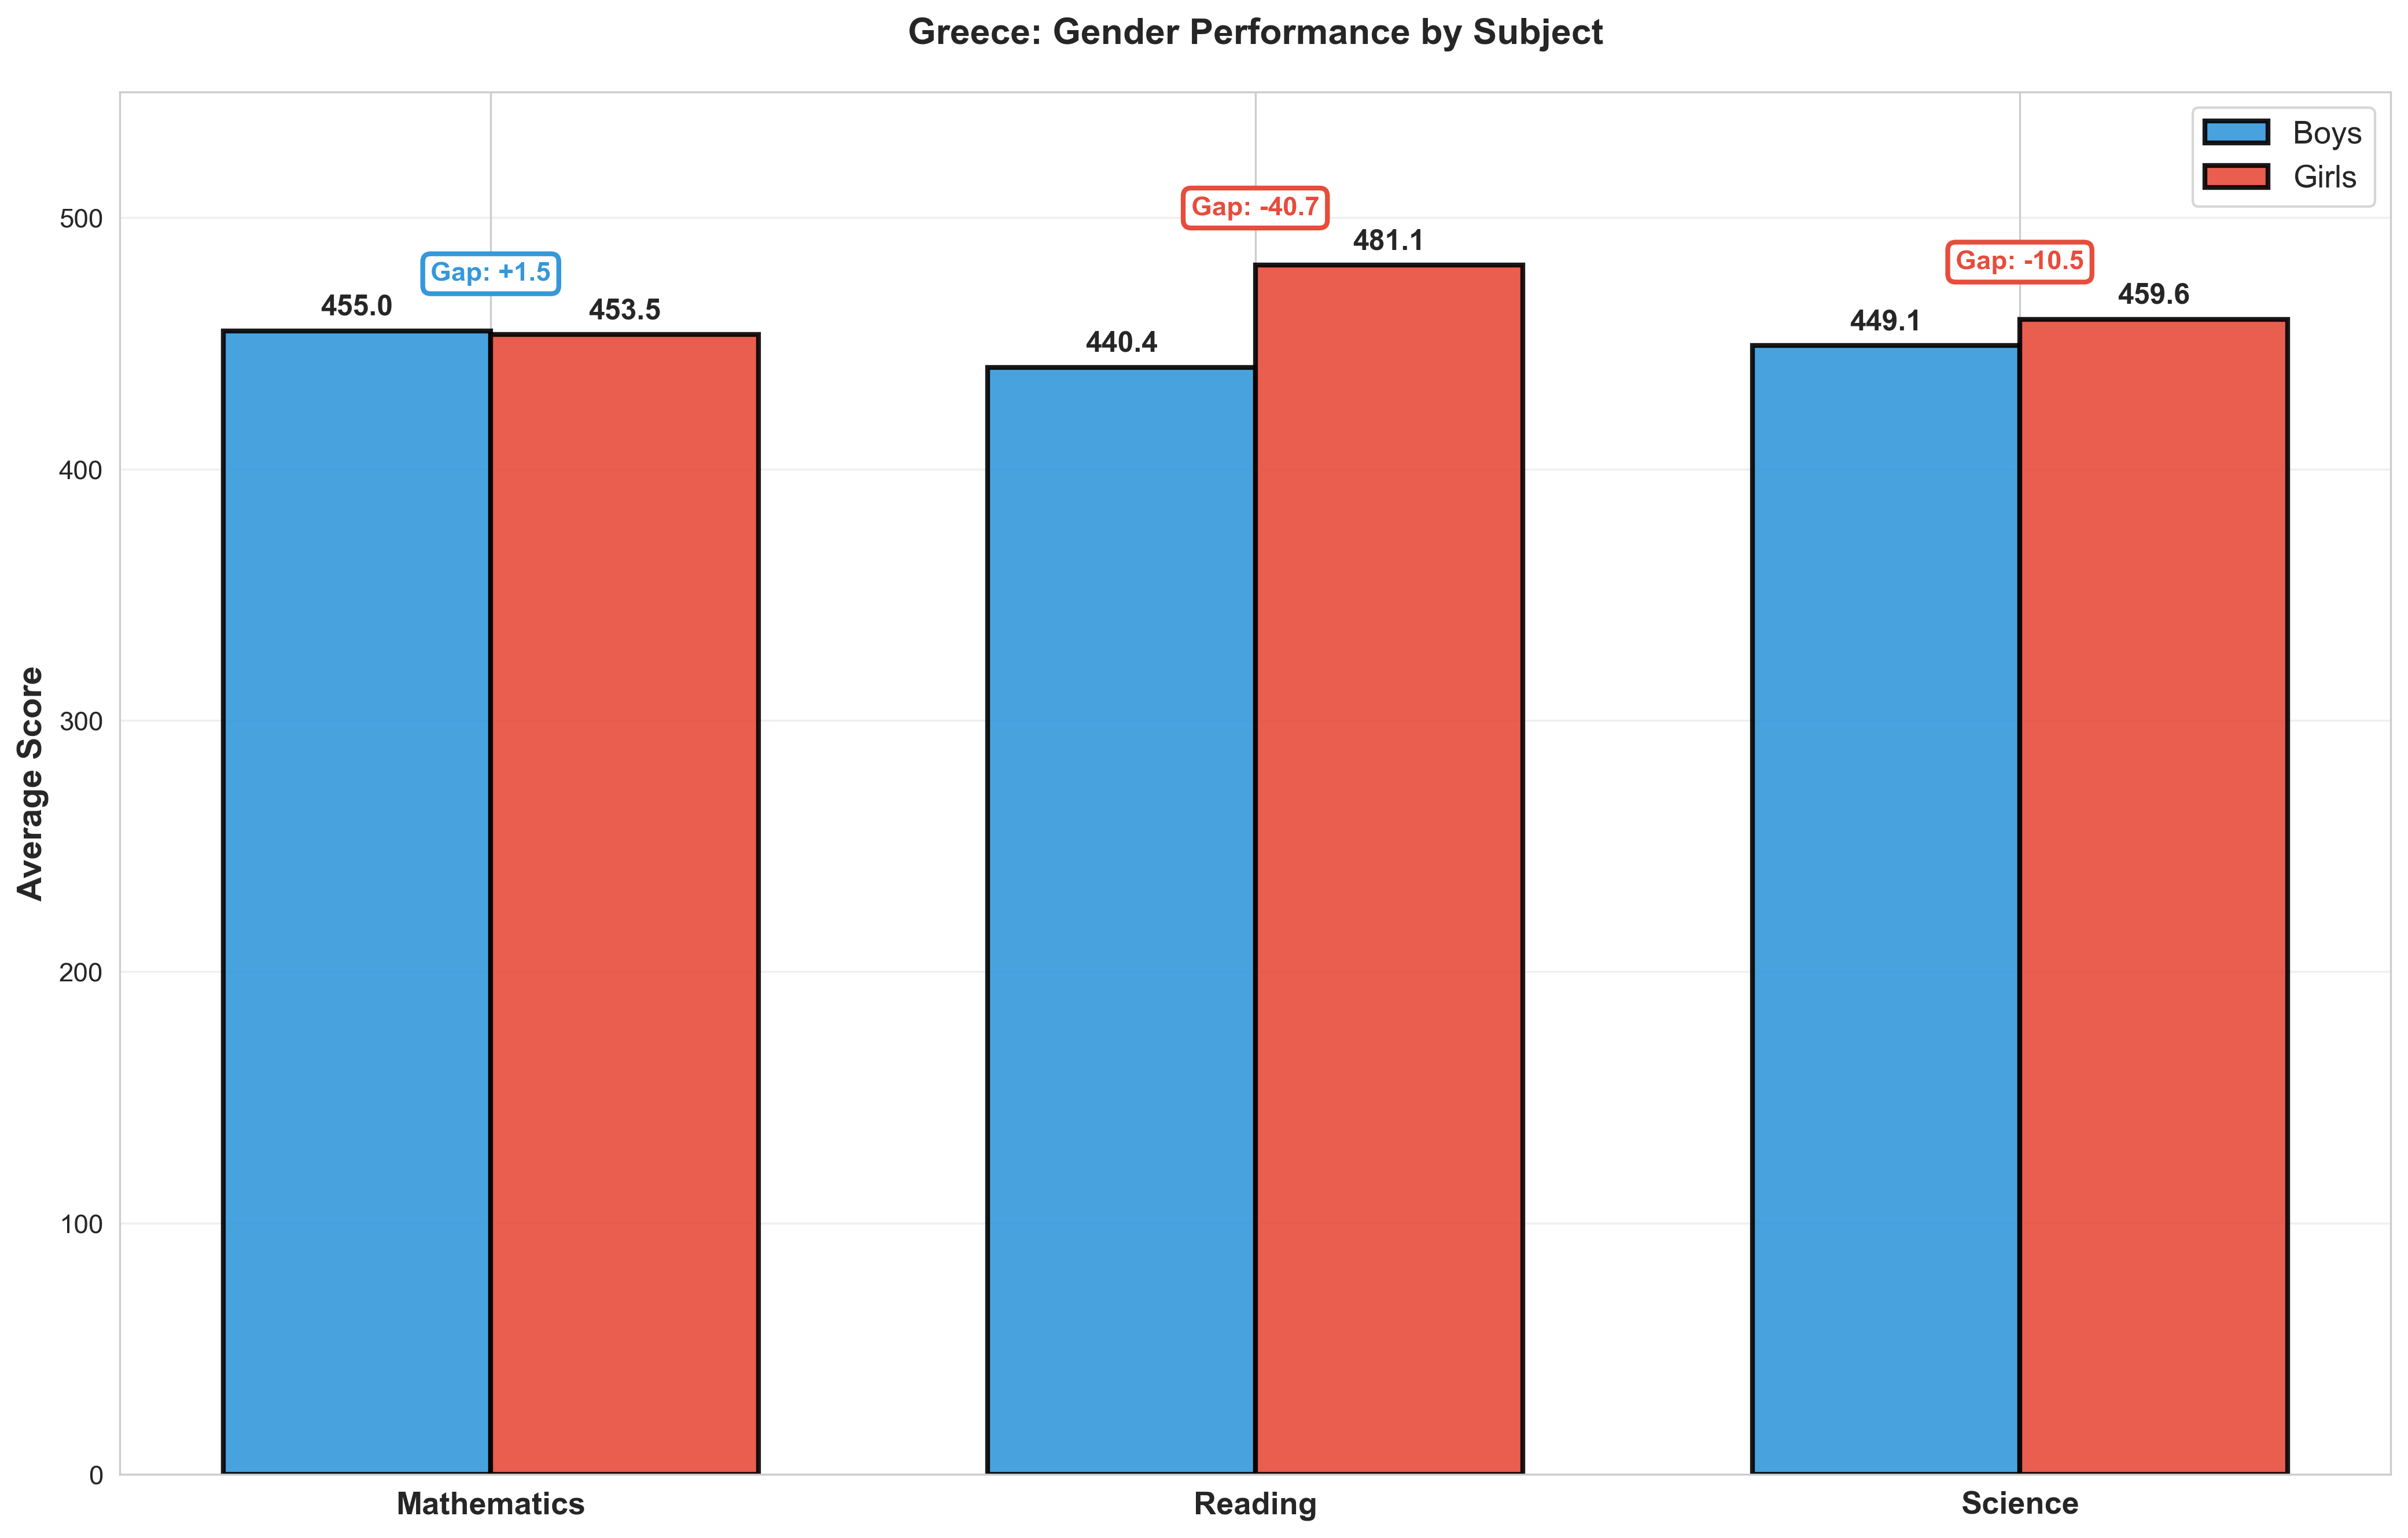 Greece: Gender Performance by Subject
Boys
Girls
Gap: +1.5
Gap: -40.7
Gap: -10.5
455.0
453.5
440.4
481.1
449.1
459.6
Average Score
500
400
300
200
100
0
Mathematics
Reading
Science